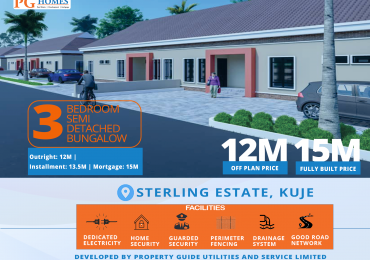 PG HOMES
3 BEDROOM
SEMI
DETACHED
BUNGALOW
Outright: 12M |
Installment: 13.5M | Mortgage: 15M
12M
OFF PLAN PRICE
15M
FULLY BUILT PRICE
STERLING ESTATE, KUJE
FACILITIES
DEDICATED
ELECTRICITY
HOME
SECURITY
GUARDED
SECURITY
PERIMETER
FENCING
DRAINAGE
SYSTEM
GOOD ROAD
NETWORK
DEVELOPED BY PROPERTY GUIDE UTILITIES AND SERVICE LIMITED